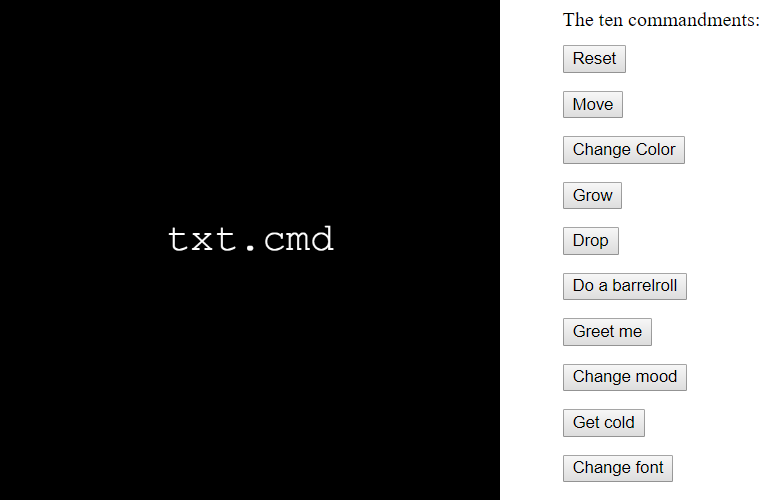 txt.cmd
The ten commandments:
Reset
Move
Change Color
Grow
Drop
Do a barrelroll
Greet me
Change mood
Get cold
Change font